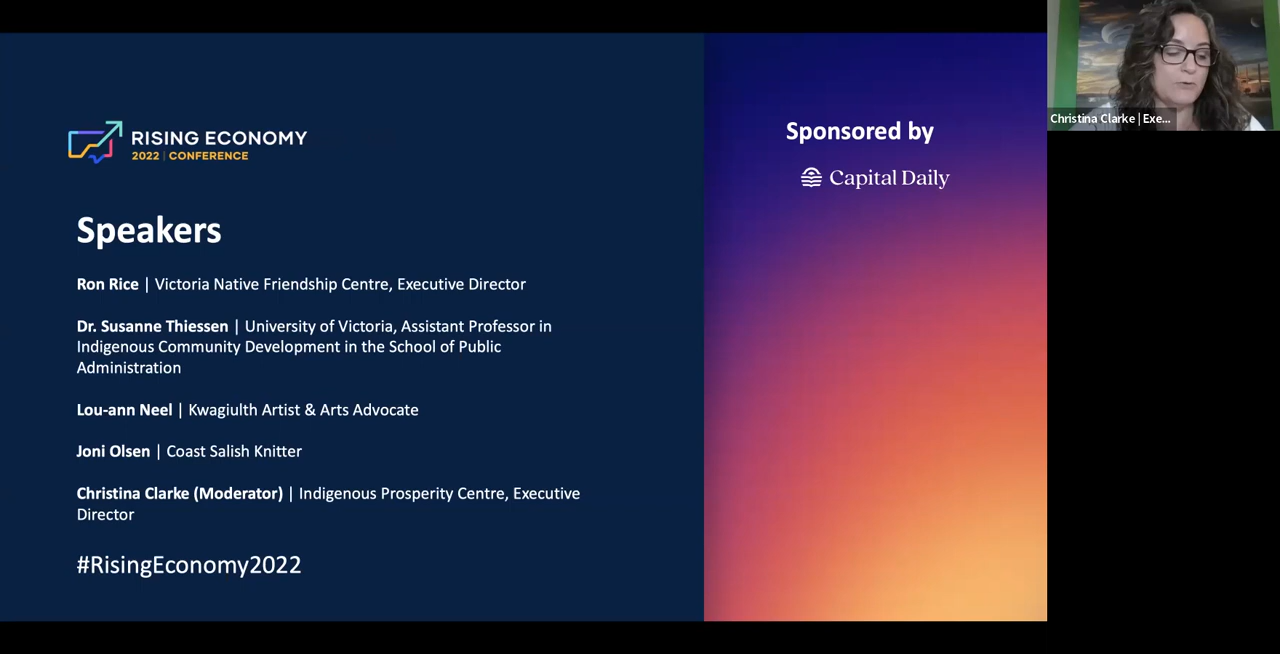 RISING ECONOMY
2022 | CONFERENCE
Speakers
Ron Rice | Victoria Native Friendship Centre, Executive Director
Dr. Susanne Thiessen | University of Victoria, Assistant Professor in
Indigenous Community Development in the School of Public
Administration
Lou-ann Neel | Kwagiulth Artist & Arts Advocate
Joni Olsen | Coast Salish Knitter
Christina Clarke (Moderator) | Indigenous Prosperity Centre, Executive
Director
#RisingEconomy2022
Sponsored by
Capital Daily
Christina Clarke | Exe...